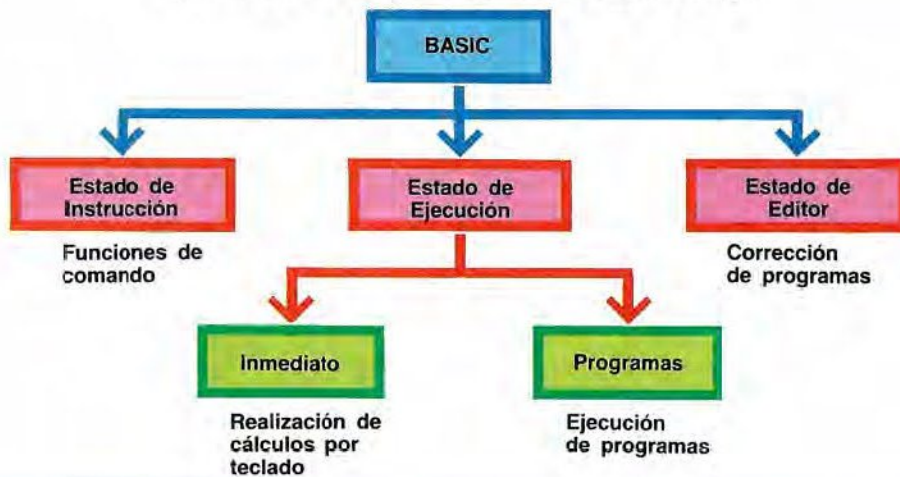 BASIC
Estado de
Instrucción
Estado de
Ejecución
Estado de
Editor
Funciones de
comando
Corrección
de programas
Inmediato
Programas
Realización de
cálculos por
teclado
Ejecución
de programas